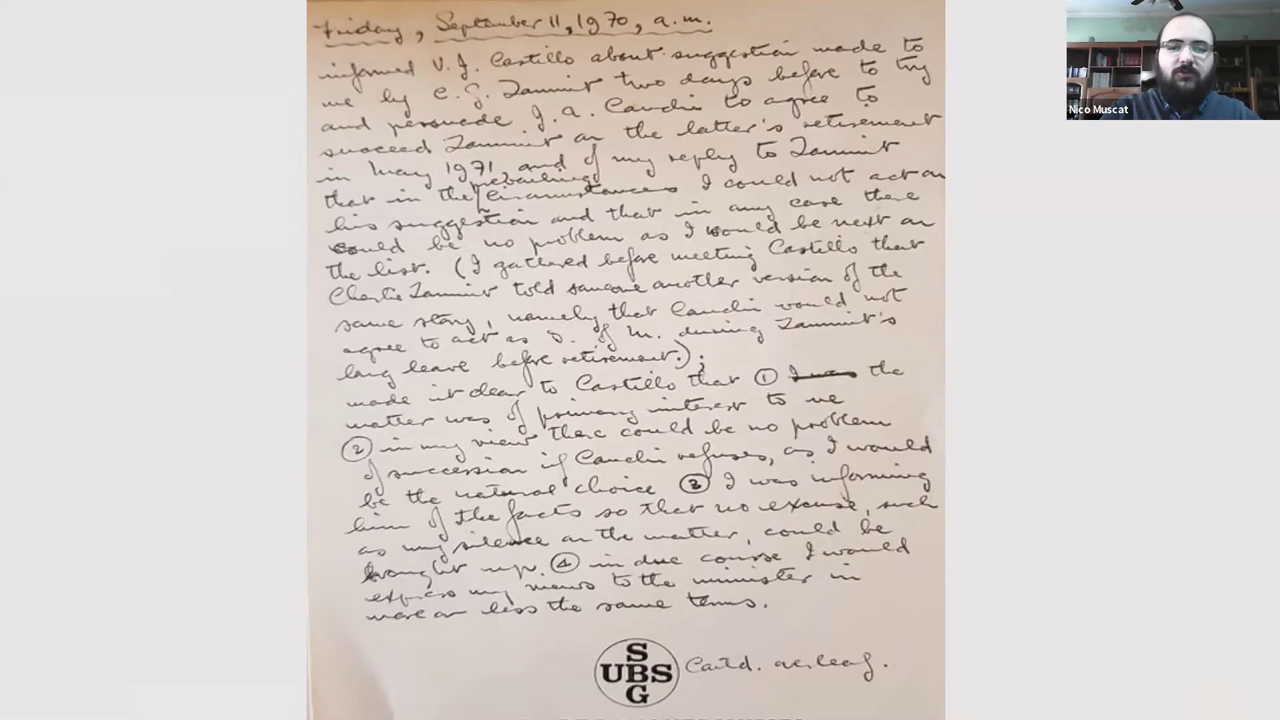 Friday, September 11, 1970, a.m.
informed V.J. Castillo about suggestion made to
me by C.G. Zammit two days before to try
and persuade J.A. Cauchi to agree to
succeed Zammit on the latter's retirement
in May 1971 and of my reply to Zammit
that in the prevailing circumstances I could not act on
his suggestion and that in any case there
could be no problem as I would be next on
the list. (I gathered before meeting Castillo that
Charlie Zammit told someone another version of the
same story, namely that Cauchi would not
agree to act as D. of M. during Zammit's
long leave before retirement.);
made it clear to Castillo that ① I was the
matter was of primary interest to me
② in my view there could be no problem
of succession if Cauchi refuses, as I would
be the natural choice ③ I was informing
him of the facts so that no excuse, such
as my silence on the matter, could be
brought up. ④ in due course I would
express my views to the minister in
more or less the same terms.
S
UBS
G
Contd. overleaf.
Nico Muscat